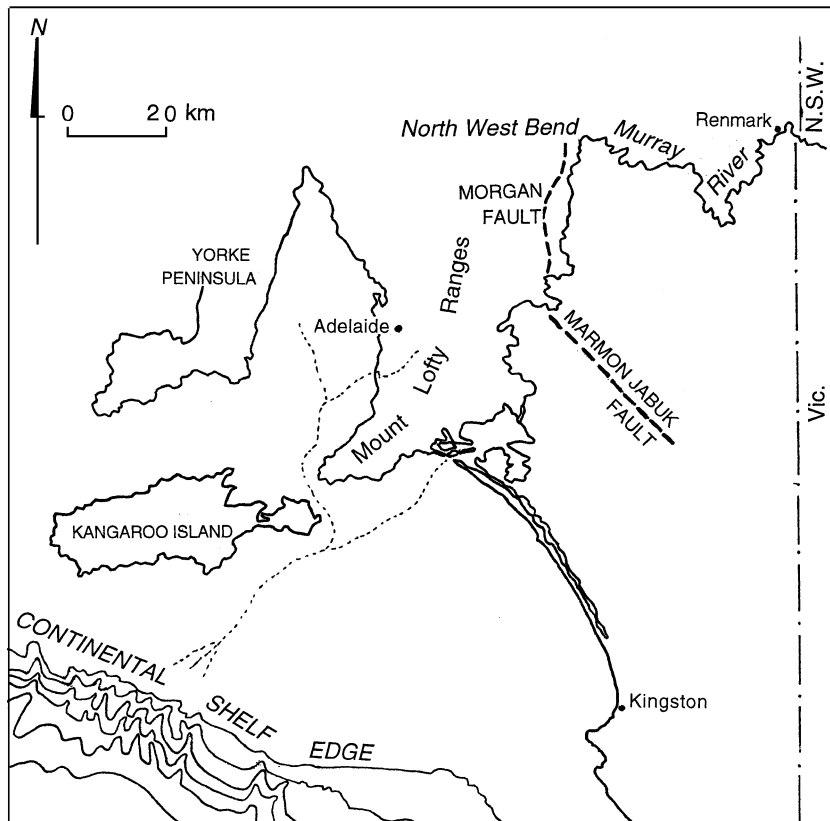 N
0 20 km
North West Bend
Murray
River
Renmark
N.S.W.
MORGAN
FAULT
YORKE
PENINSULA
Adelaide
Mount Lofty Ranges
MARMON JABUK
FAULT
Vic.
KANGAROO ISLAND
CONTINENTAL
SHELF
EDGE
Kingston